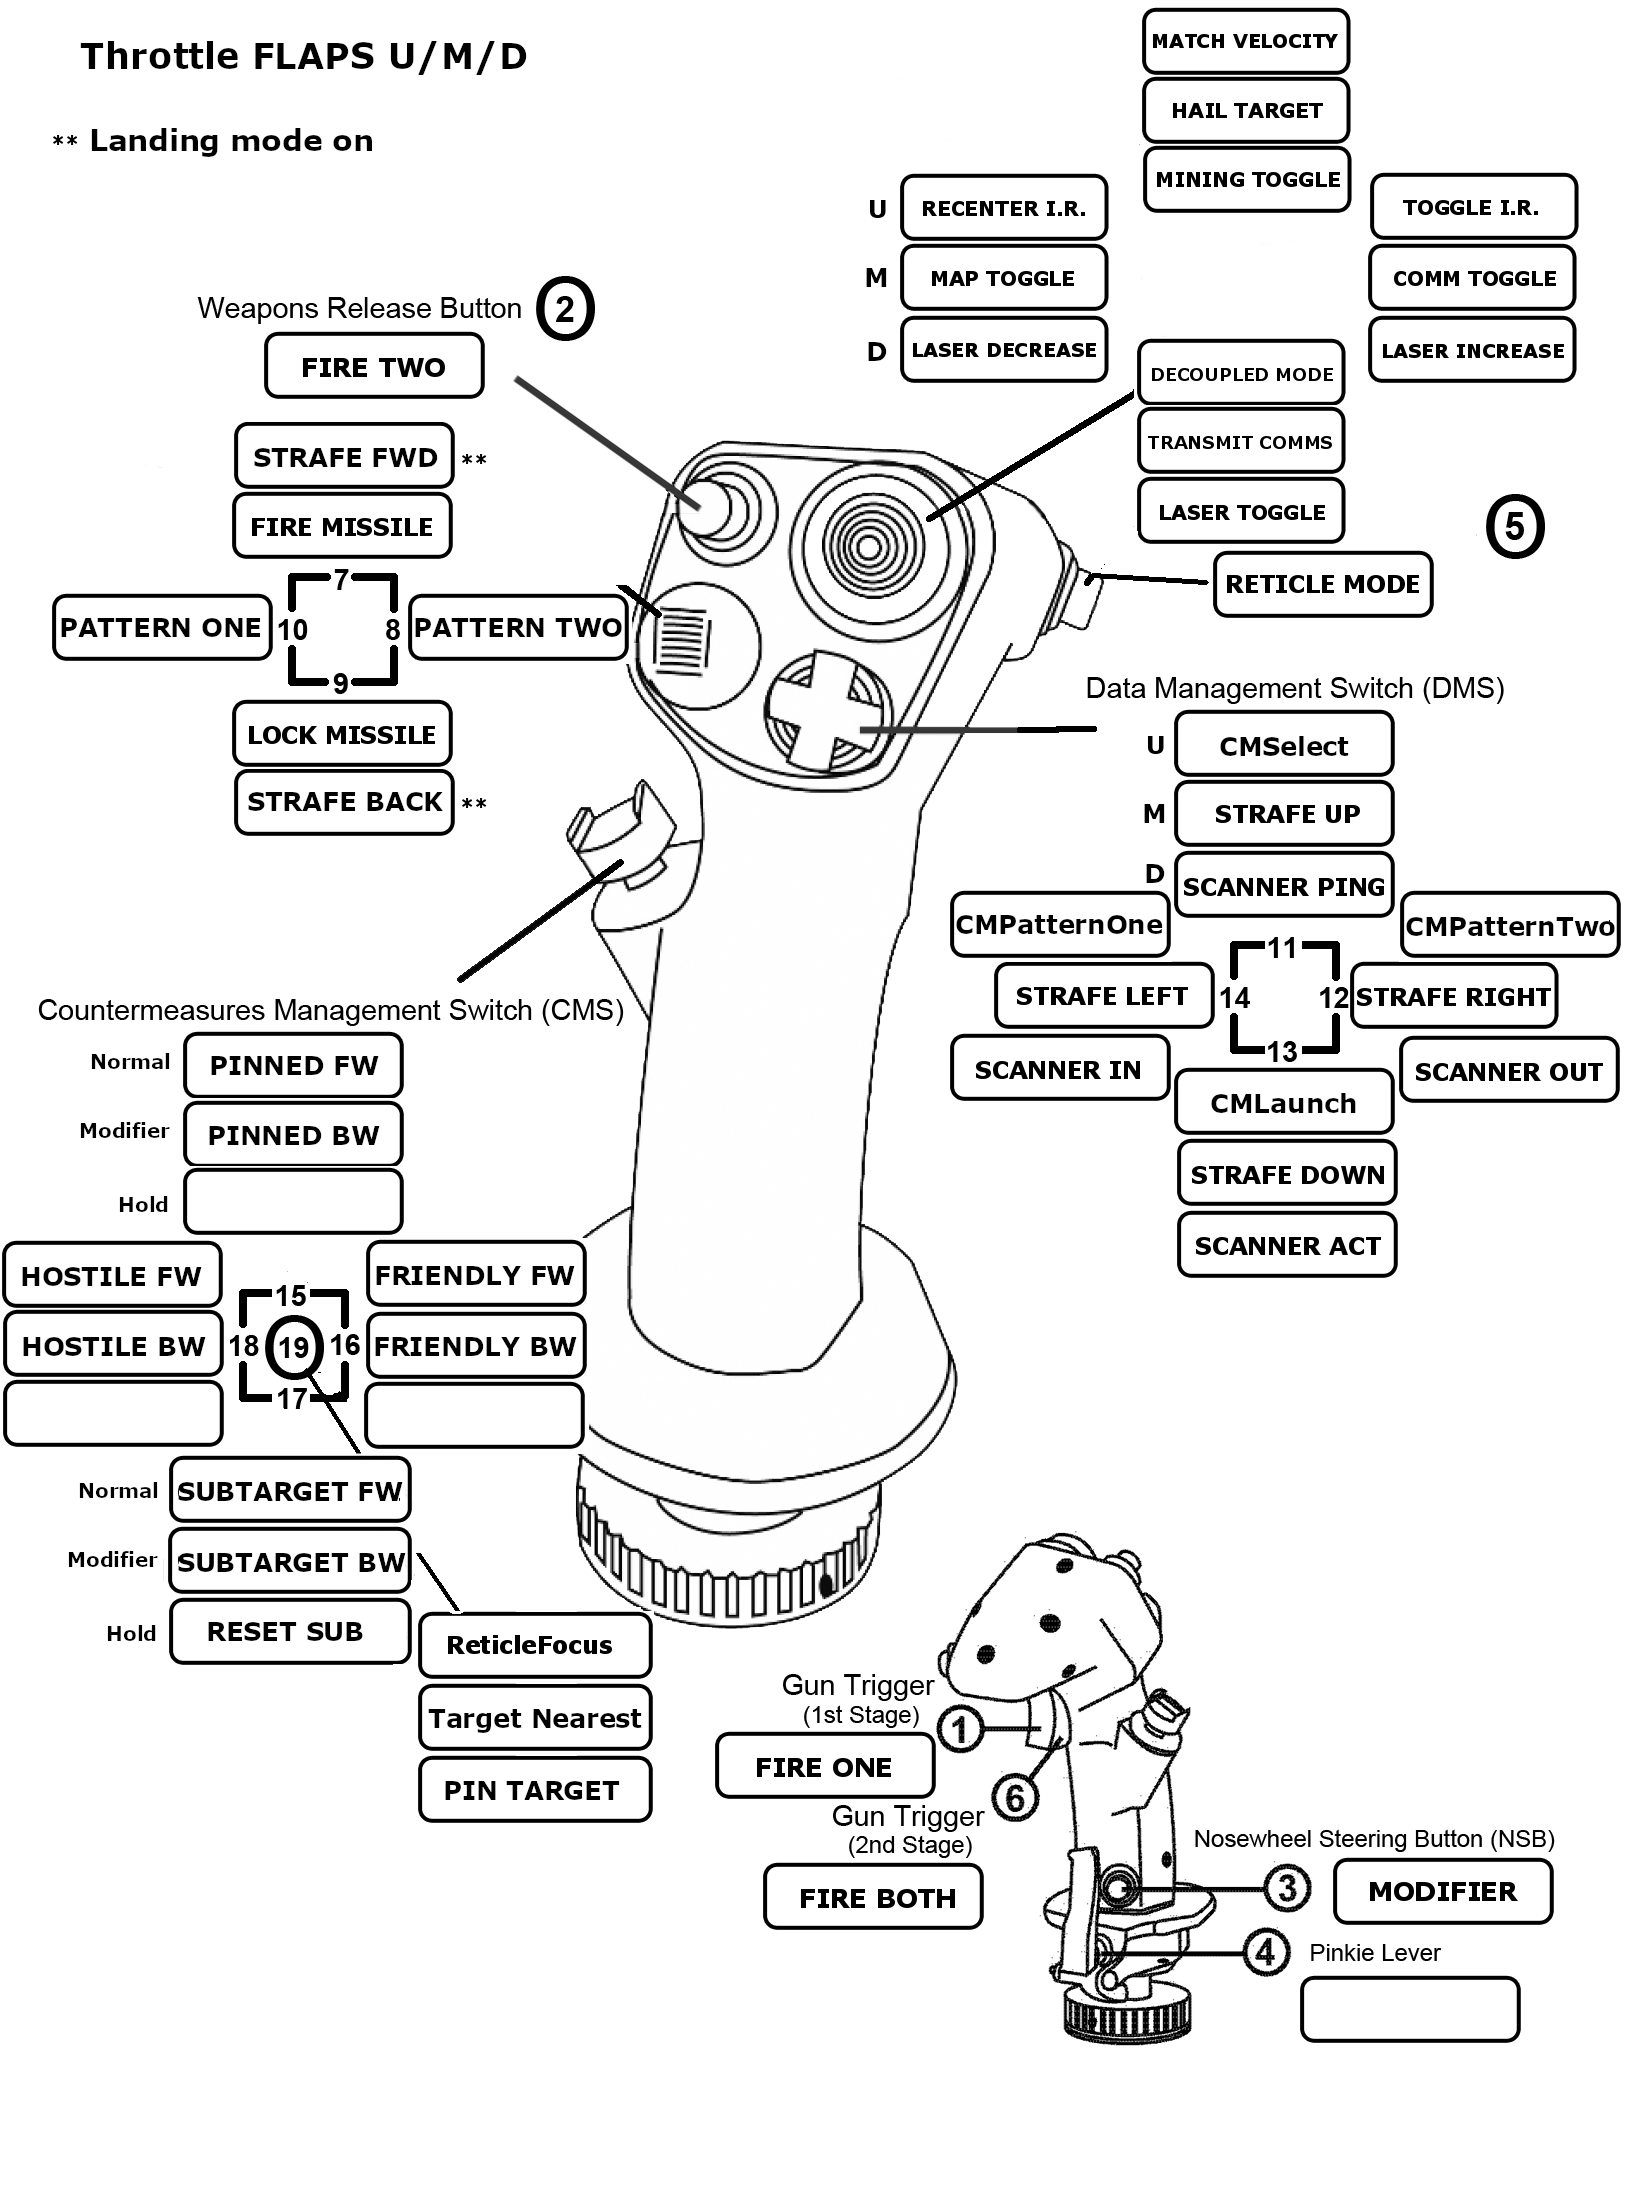 Throttle FLAPS U/M/D
** Landing mode on
MATCH VELOCITY
HAIL TARGET
MINING TOGGLE
U RECENTER I.R.
M MAP TOGGLE
D LASER DECREASE
TOGGLE I.R.
COMM TOGGLE
LASER INCREASE
DECOUPLED MODE
TRANSMIT COMMS
LASER TOGGLE
5
RETICLE MODE
Weapons Release Button 2
FIRE TWO
STRAFE FWD **
FIRE MISSILE
7
PATTERN ONE 10 8 PATTERN TWO
9
LOCK MISSILE
STRAFE BACK **
Data Management Switch (DMS)
U CMSelect
M STRAFE UP
D SCANNER PING
CMPatternOne CMPatternTwo
11
STRAFE LEFT 14 12 STRAFE RIGHT
13
SCANNER IN SCANNER OUT
CMLaunch
STRAFE DOWN
SCANNER ACT
Countermeasures Management Switch (CMS)
Normal PINNED FW
Modifier PINNED BW
Hold
HOSTILE FW FRIENDLY FW
15
HOSTILE BW 18 19 16 FRIENDLY BW
17
Normal SUBTARGET FW
Modifier SUBTARGET BW
Hold RESET SUB
ReticleFocus
Target Nearest
PIN TARGET
Gun Trigger
(1st Stage) 1
FIRE ONE
6
Gun Trigger
(2nd Stage)
FIRE BOTH
Nosewheel Steering Button (NSB)
3 MODIFIER
4 Pinkie Lever